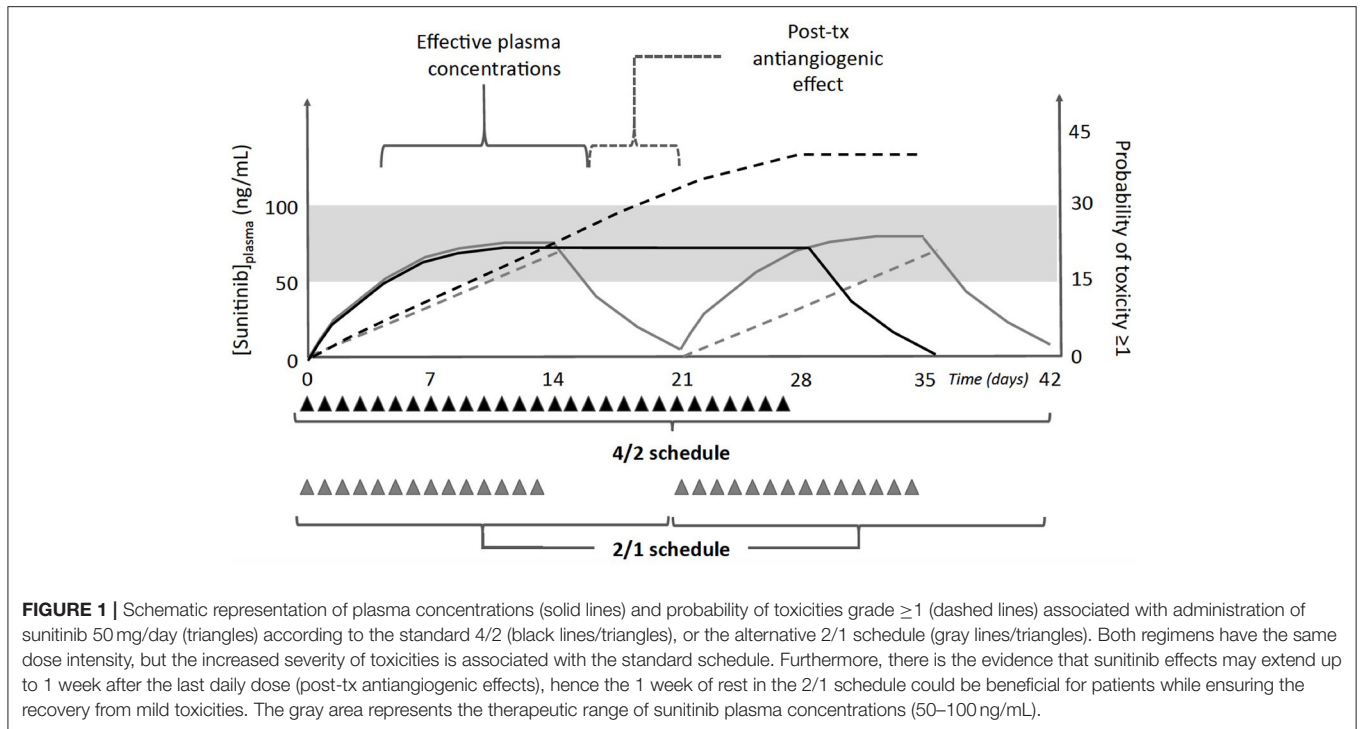 Effective plasma
concentrations
Post-tx
antiangiogenic
effect
[Sunitinib]plasma (ng/mL)
100
50
0
45
30
15
0
Probability of toxicity ≥1
0 7 14 21 28 35 Time (days) 42
4/2 schedule
2/1 schedule
FIGURE 1 | Schematic representation of plasma concentrations (solid lines) and probability of toxicities grade ≥1 (dashed lines) associated with administration of
sunitinib 50 mg/day (triangles) according to the standard 4/2 (black lines/triangles), or the alternative 2/1 schedule (gray lines/triangles). Both regimens have the same
dose intensity, but the increased severity of toxicities is associated with the standard schedule. Furthermore, there is the evidence that sunitinib effects may extend up
to 1 week after the last daily dose (post-tx antiangiogenic effects), hence the 1 week of rest in the 2/1 schedule could be beneficial for patients while ensuring the
recovery from mild toxicities. The gray area represents the therapeutic range of sunitinib plasma concentrations (50–100 ng/mL).